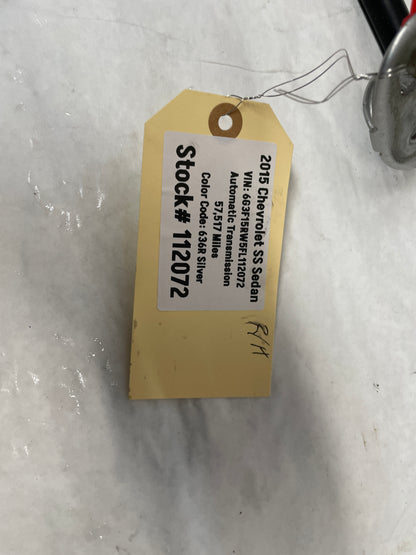 2015 Chevrolet SS Sedan
VIN: 6G3F15RW5FL112072
Automatic Transmission
57,517 Miles
Color Code: 636R Silver
Stock# 112072
R/H